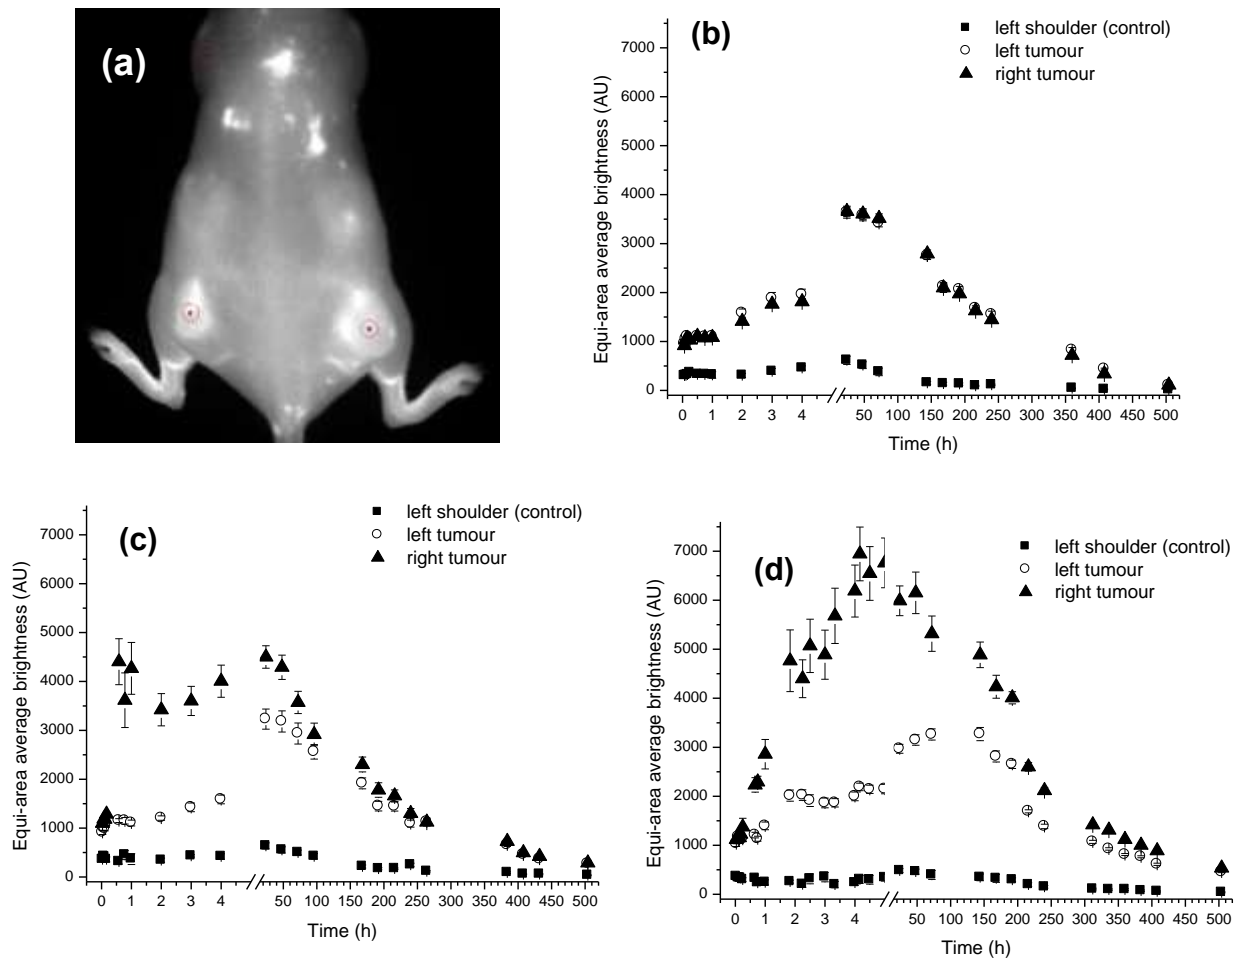 (a)
(b)
left shoulder (control)
left tumour
right tumour
7000
6000
5000
4000
3000
2000
1000
0
Equi-area average brightness (AU)
0 1 2 3 4 50 100 150 200 250 300 350 400 450 500
Time (h)
(c)
left shoulder (control)
left tumour
right tumour
7000
6000
5000
4000
3000
2000
1000
0
Equi-area average brightness (AU)
0 1 2 3 4 50 100 150 200 250 300 350 400 450 500
Time (h)
(d)
left shoulder (control)
left tumour
right tumour
7000
6000
5000
4000
3000
2000
1000
0
Equi-area average brightness (AU)
0 1 2 3 4 50 100 150 200 250 300 350 400 450 500
Time (h)